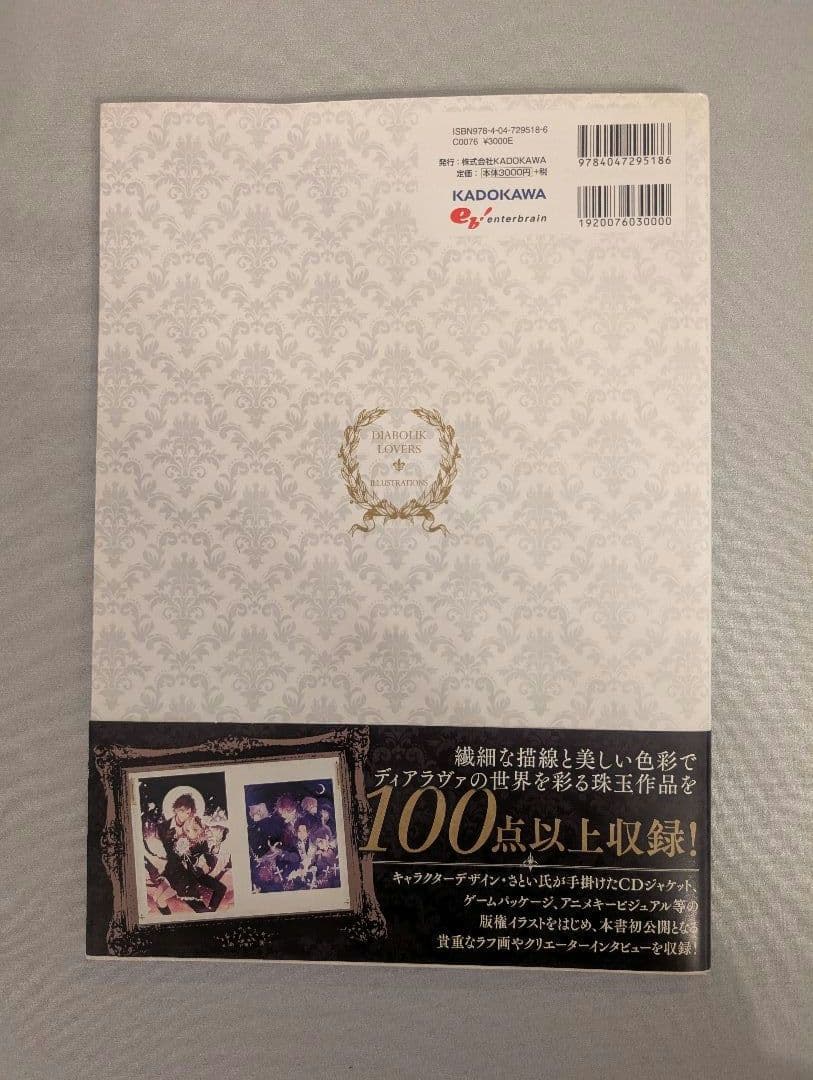 ISBN978-4-04-729518-6
C0076 ¥3000E
発行：株式会社KADOKAWA
定価：本体3000円+税
KADOKAWA
eb! enterbrain
9784047295186
1920076030000
DIABOLIK
LOVERS
ILLUSTRATIONS
繊細な描線と美しい色彩で
ディアラヴァの世界を彩る珠玉作品を
100点以上収録!
キャラクターデザイン・さとい氏が手掛けたCDジャケット、
ゲームパッケージ、アニメキービジュアル等の
版権イラストをはじめ、本書初公開となる
貴重なラフ画やクリエーターインタビューを収録!